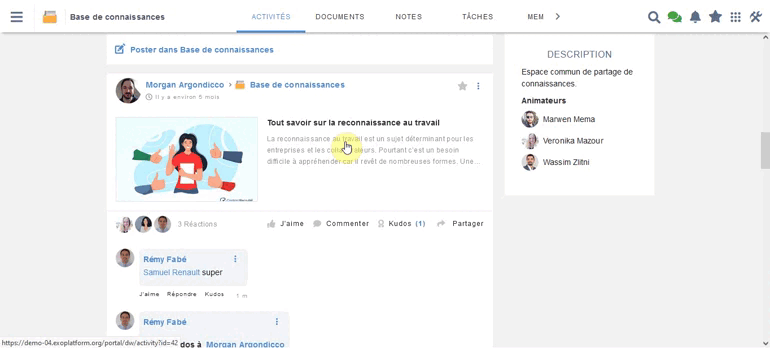 Base de connaissances
ACTIVITÉS
DOCUMENTS
NOTES
TÂCHES
MEM
Poster dans Base de connaissances
Morgan Argondicco > Base de connaissances
Il y a environ 5 mois
Tout savoir sur la reconnaissance au travail
La reconnaissance au travail est un sujet déterminant pour les
entreprises et les collaborateurs. Pourtant c'est un besoin
difficile à appréhender car il revêt de nombreuses formes. Une...
3 Réactions
J'aime
Commenter
Kudos (1)
Partager
Rémy Fabé
Samuel Renault super
J'aime Répondre Kudos 1 m
Rémy Fabé
dos à Morgan Argondicco
DESCRIPTION
Espace commun de partage de
connaissances.
Animateurs
Marwen Mema
Veronika Mazour
Wassim Zlitni
https://demo-04.exoplatform.org/portal/dw/activity?id=42